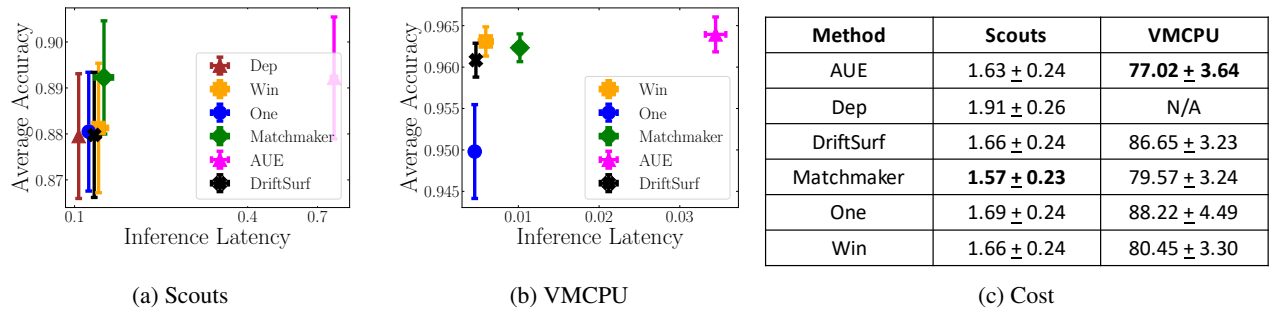 Average Accuracy
0.90
0.89
0.88
0.87
0.1
0.4
0.7
Inference Latency
Dep
Win
One
Matchmaker
AUE
DriftSurf
(a) Scouts
Average Accuracy
0.965
0.960
0.955
0.950
0.945
0.01
0.02
0.03
Inference Latency
Win
One
Matchmaker
AUE
DriftSurf
(b) VMCPU
Method Scouts VMCPU
AUE 1.63 ± 0.24 77.02 ± 3.64
Dep 1.91 ± 0.26 N/A
DriftSurf 1.66 ± 0.24 86.65 ± 3.23
Matchmaker 1.57 ± 0.23 79.57 ± 3.24
One 1.69 ± 0.24 88.22 ± 4.49
Win 1.66 ± 0.24 80.45 ± 3.30
(c) Cost